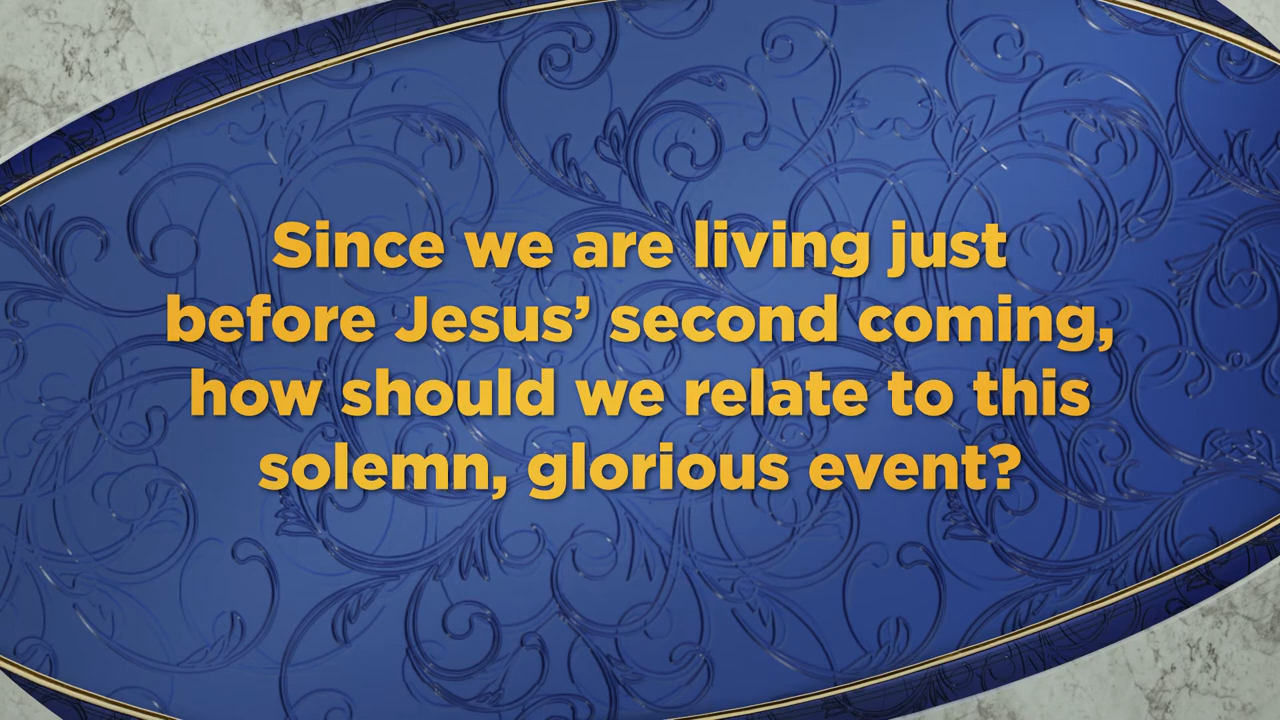 Since we are living just
before Jesus’ second coming,
how should we relate to this
solemn, glorious event?